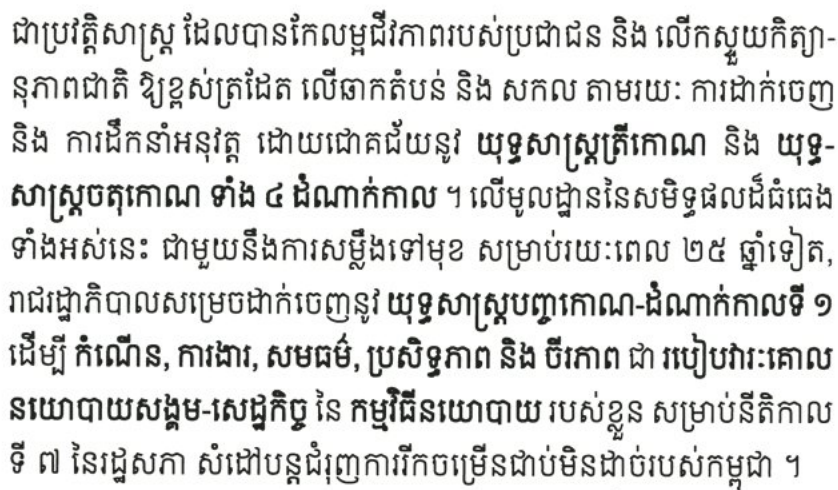 ជាប្រវត្តិសាស្ត្រ ដែលបានកែលម្អជីវភាពរបស់ប្រជាជន និង លើកស្ទួយកិត្យា-
នុភាពជាតិ ឱ្យខ្ពស់ត្រដែត លើឆាកតំបន់ និង សកល តាមរយៈ ការដាក់ចេញ
និង ការដឹកនាំអនុវត្ត ដោយជោគជ័យនូវ យុទ្ធសាស្ត្រត្រីកោណ និង យុទ្ធ-
សាស្ត្រចតុកោណ ទាំង ៤ ដំណាក់កាល ។ លើមូលដ្ឋាននៃសមិទ្ធផលដ៏ធំធេង
ទាំងអស់នេះ ជាមួយនឹងការសម្លឹងទៅមុខ សម្រាប់រយៈពេល ២៥ ឆ្នាំទៀត,
រាជរដ្ឋាភិបាលសម្រេចដាក់ចេញនូវ យុទ្ធសាស្ត្របញ្ចកោណ-ដំណាក់កាលទី ១
ដើម្បី កំណើន, ការងារ, សមធម៌, ប្រសិទ្ធភាព និង ចីរភាព ជា របៀបវារៈគោល
នយោបាយសង្គម-សេដ្ឋកិច្ច នៃ កម្មវិធីនយោបាយ របស់ខ្លួន សម្រាប់នីតិកាល
ទី ៧ នៃរដ្ឋសភា សំដៅបន្តជំរុញការរីកចម្រើនជាប់មិនដាច់របស់កម្ពុជា ។